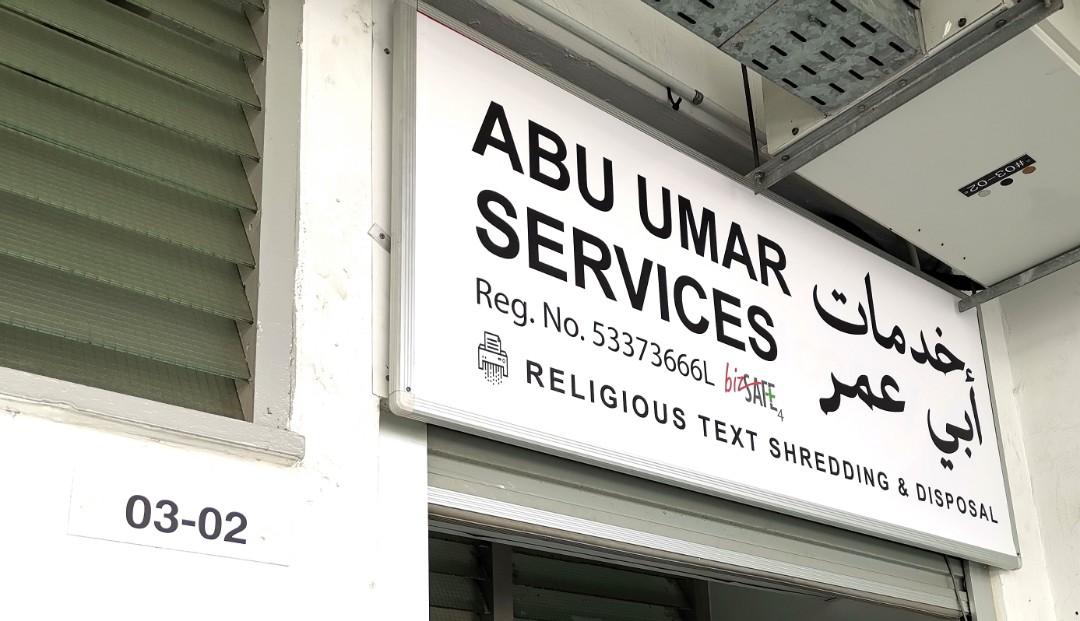 ABU UMAR
SERVICES
Reg. No. 53373666L
bizSAFE
4
RELIGIOUS TEXT SHREDDING & DISPOSAL
خدمات
أبي عمر
03-02
#03-02